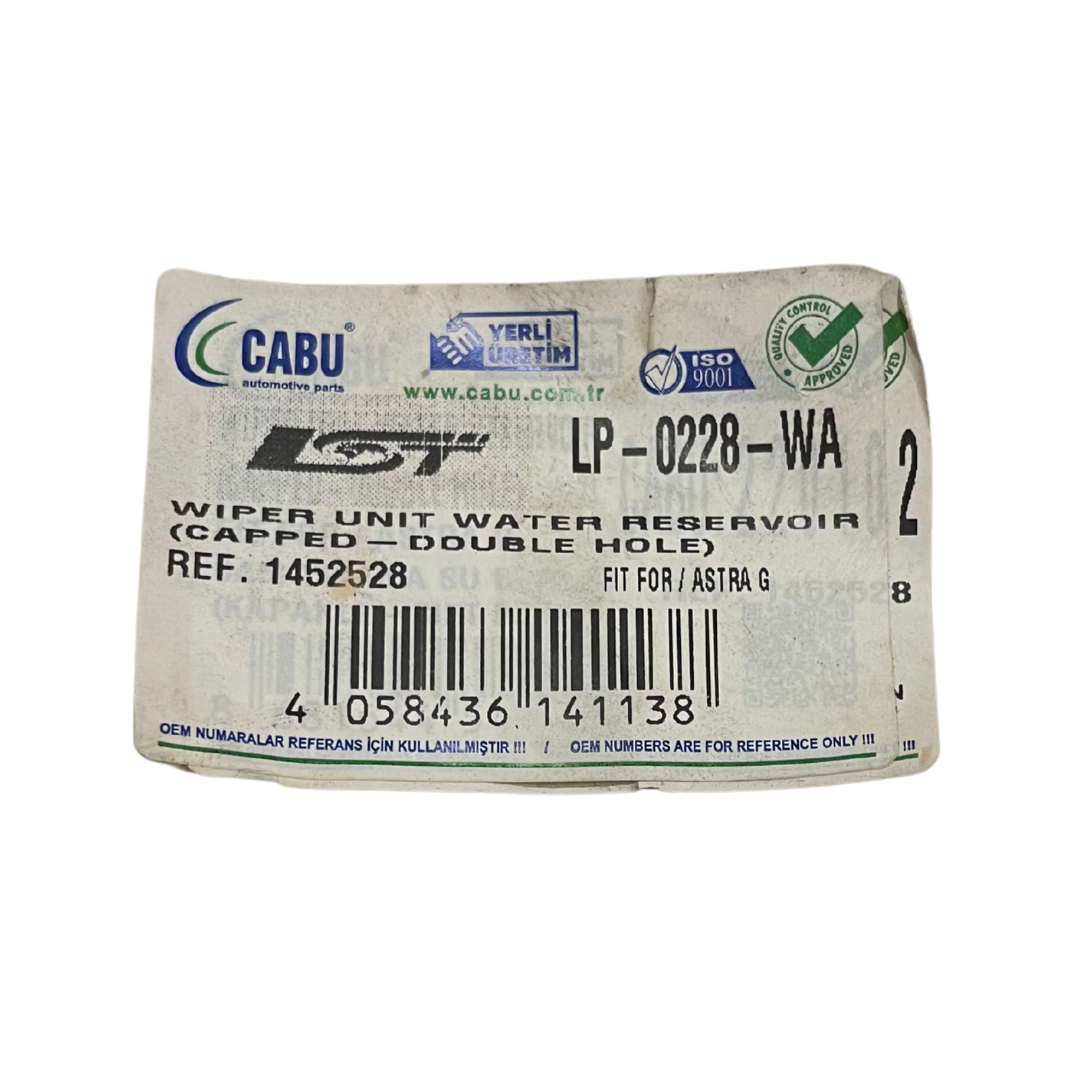 CABU®
automotive parts
YERLİ
ÜRETİM
www.cabu.com.tr
ISO
9001
QUALITY CONTROL
APPROVED
LST
LP-0228-WA
2
WIPER UNIT WATER RESERVOIR
(CAPPED-DOUBLE HOLE)
REF. 1452528
FIT FOR / ASTRA G
8
4 058436 141138
OEM NUMARALAR REFERANS İÇİN KULLANILMIŞTIR !!! / OEM NUMBERS ARE FOR REFERENCE ONLY !!!
!!!